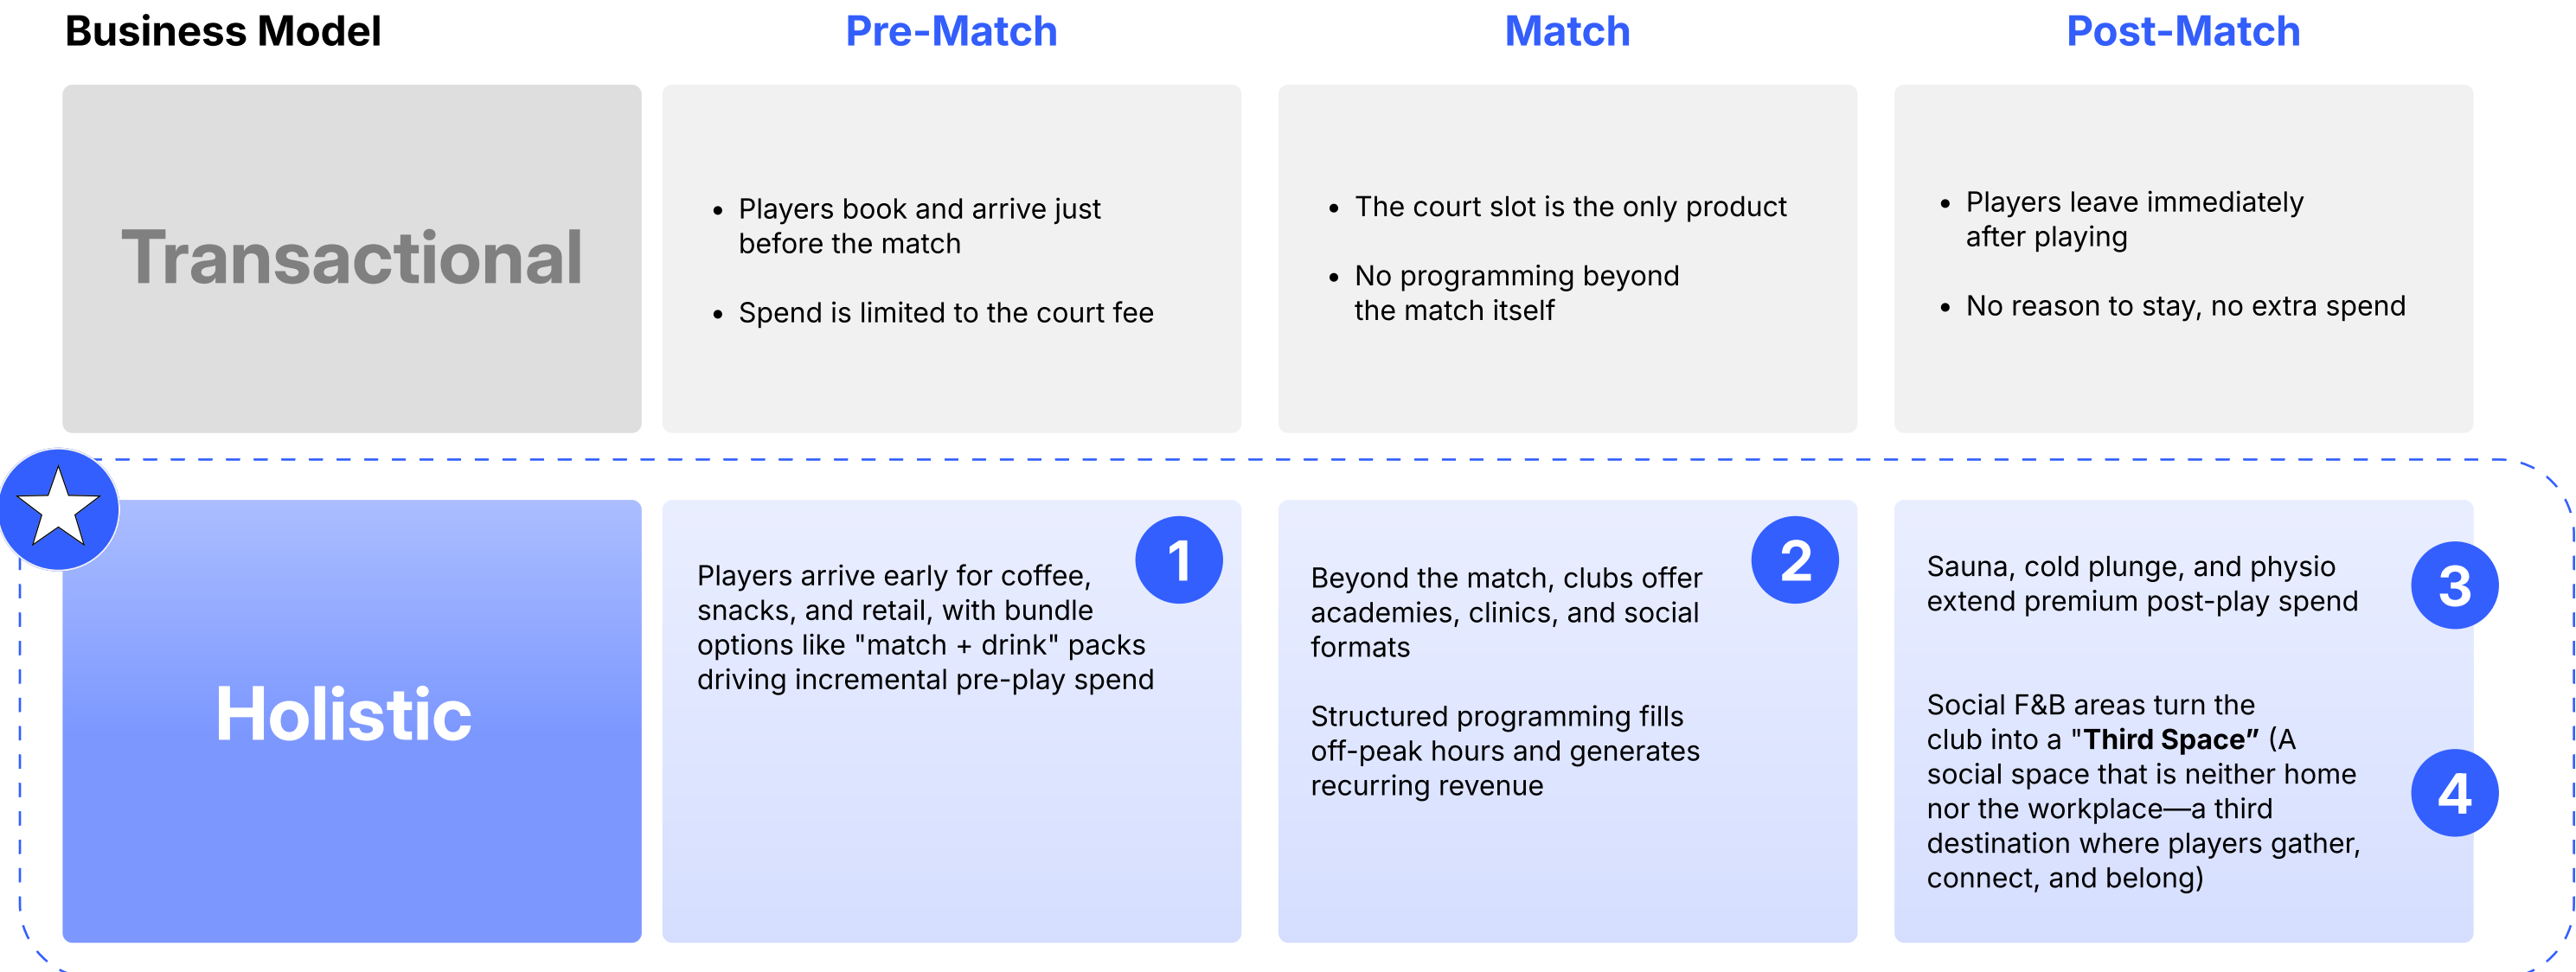 Business Model
Pre-Match
Match
Post-Match
Transactional
• Players book and arrive just
before the match
• Spend is limited to the court fee
• The court slot is the only product
• No programming beyond
the match itself
• Players leave immediately
after playing
• No reason to stay, no extra spend
Holistic
1
Players arrive early for coffee,
snacks, and retail, with bundle
options like "match + drink" packs
driving incremental pre-play spend
2
Beyond the match, clubs offer
academies, clinics, and social
formats
Structured programming fills
off-peak hours and generates
recurring revenue
3
Sauna, cold plunge, and physio
extend premium post-play spend
4
Social F&B areas turn the
club into a "Third Space” (A
social space that is neither home
nor the workplace—a third
destination where players gather,
connect, and belong)